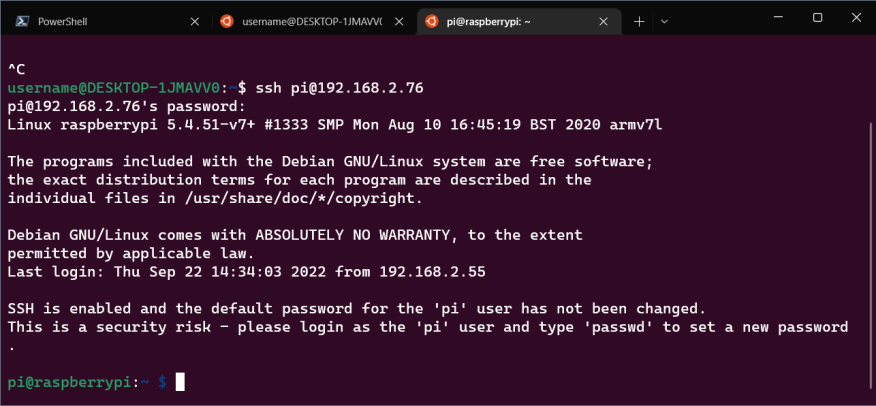 PowerShell
username@DESKTOP-1JMAVV(
pi@raspberrypi: ~
^C
username@DESKTOP-1JMAVV0:~$ ssh pi@192.168.2.76
pi@192.168.2.76's password:
Linux raspberrypi 5.4.51-v7+ #1333 SMP Mon Aug 10 16:45:19 BST 2020 armv7l
The programs included with the Debian GNU/Linux system are free software;
the exact distribution terms for each program are described in the
individual files in /usr/share/doc/*/copyright.
Debian GNU/Linux comes with ABSOLUTELY NO WARRANTY, to the extent
permitted by applicable law.
Last login: Thu Sep 22 14:34:03 2022 from 192.168.2.55
SSH is enabled and the default password for the 'pi' user has not been changed.
This is a security risk - please login as the 'pi' user and type 'passwd' to set a new password
.
pi@raspberrypi:~ $